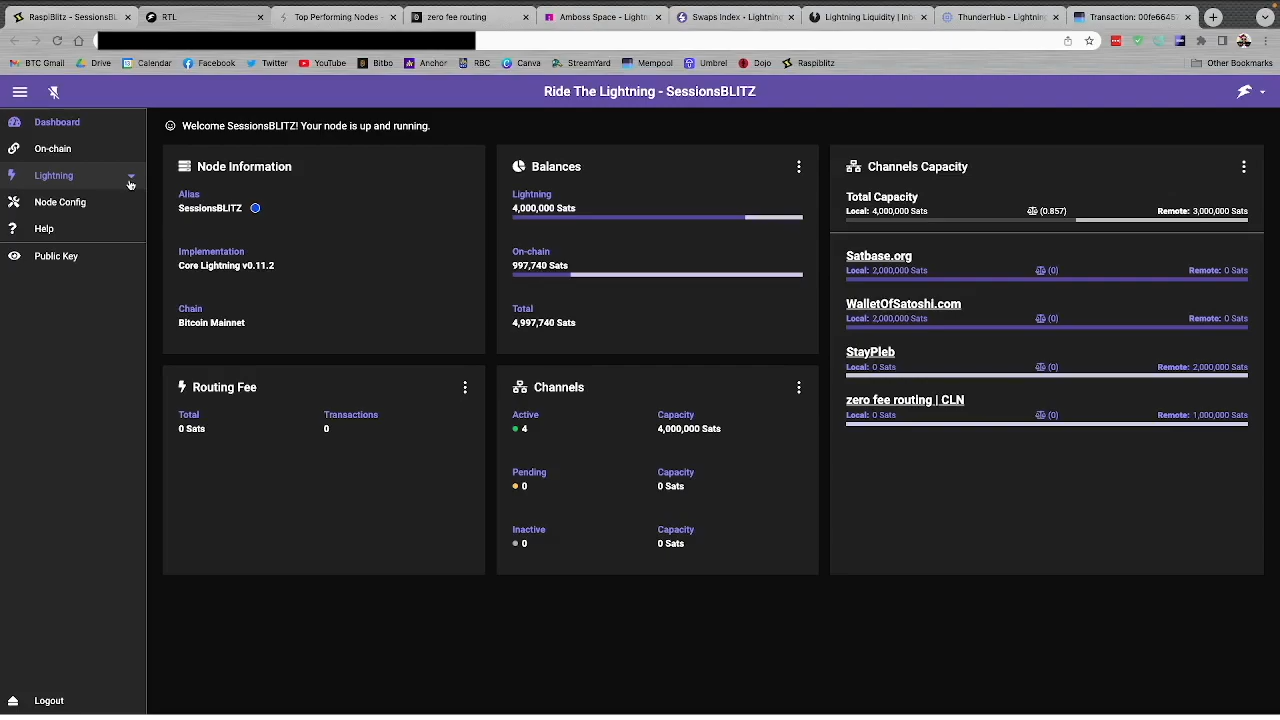 RaspiBlitz - SessionsB
RTL
Top Performing Nodes -
zero fee routing
Amboss Space - Lightn
Swaps Index - Lightning
Lightning Liquidity | Inb
ThunderHub - Lightning
Transaction: 00fe66457
BTC Gmail
Drive
Calendar
Facebook
Twitter
YouTube
Bitbo
Anchor
RBC
Canva
StreamYard
Mempool
Umbrel
Dojo
Raspiblitz
Other Bookmarks
Ride The Lightning - SessionsBLITZ
Dashboard
On-chain
Lightning
Node Config
Help
Public Key
Logout
Welcome SessionsBLITZ! Your node is up and running.
Node Information
Alias
SessionsBLITZ
Implementation
Core Lightning v0.11.2
Chain
Bitcoin Mainnet
Balances
Lightning
4,000,000 Sats
On-chain
997,740 Sats
Total
4,997,740 Sats
Channels Capacity
Total Capacity
Local: 4,000,000 Sats (0.857) Remote: 3,000,000 Sats
Satbase.org
Local: 2,000,000 Sats (0) Remote: 0 Sats
WalletOfSatoshi.com
Local: 2,000,000 Sats (0) Remote: 0 Sats
StayPleb
Local: 0 Sats (0) Remote: 2,000,000 Sats
zero fee routing | CLN
Local: 0 Sats (0) Remote: 1,000,000 Sats
Routing Fee
Total Transactions
0 Sats 0
Channels
Active Capacity
4 4,000,000 Sats
Pending Capacity
0 0 Sats
Inactive Capacity
0 0 Sats